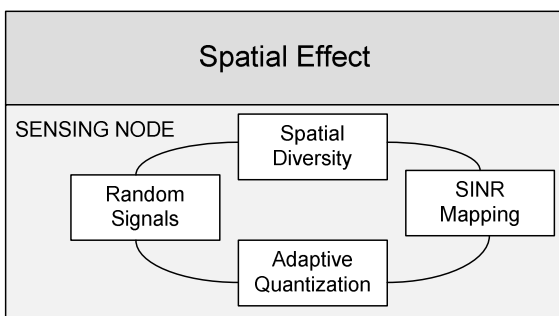 Spatial Effect
SENSING NODE
Spatial
Diversity
Random
Signals
SINR
Mapping
Adaptive
Quantization